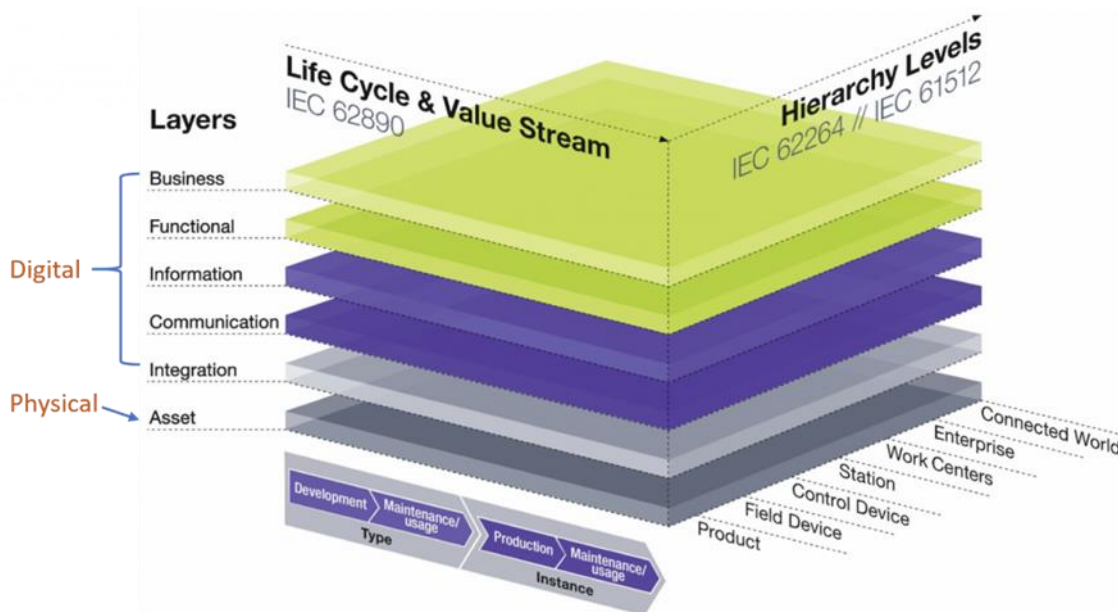 Life Cycle & Value Stream
IEC 62890
Hierarchy Levels
IEC 62264 // IEC 61512
Layers
Business
Functional
Digital
Information
Communication
Integration
Physical
Asset
Connected World
Enterprise
Work Centers
Station
Control Device
Field Device
Product
Development
Maintenance/
usage
Type
Production
Maintenance/
usage
Instance